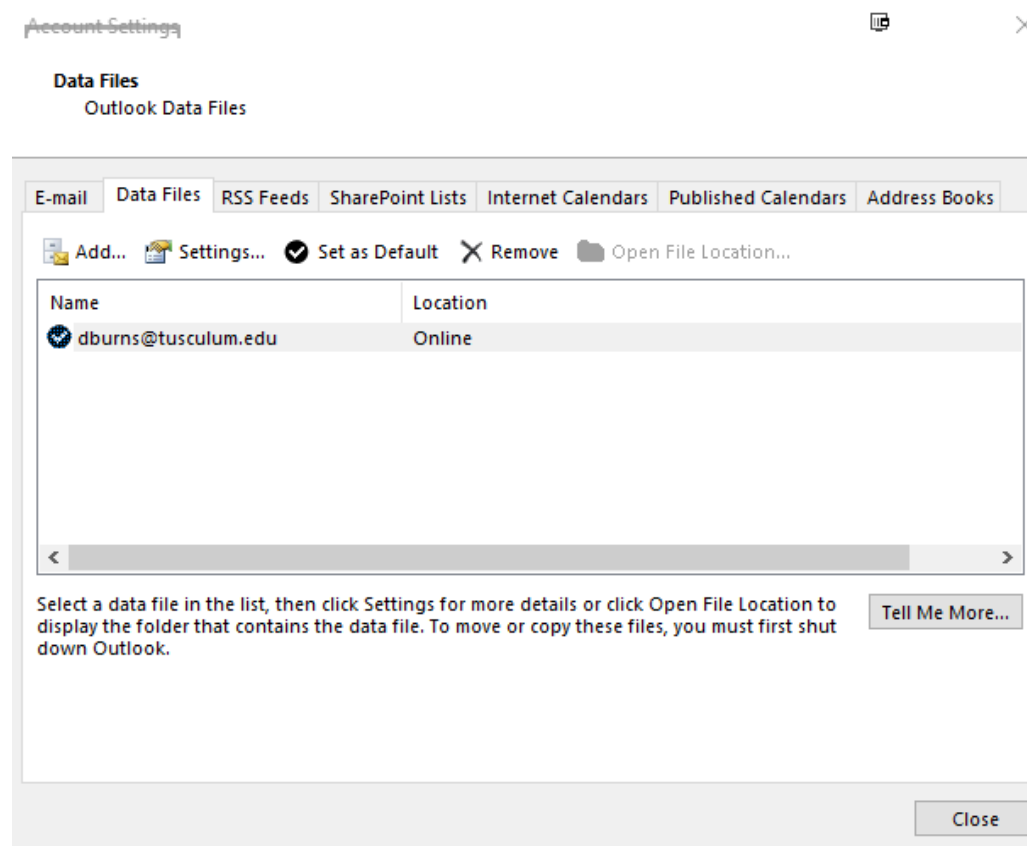 Account Settings
Data Files
Outlook Data Files
E-mail Data Files RSS Feeds SharePoint Lists Internet Calendars Published Calendars Address Books
Add... Settings... Set as Default Remove Open File Location...
Name Location
dburns@tusculum.edu Online
Select a data file in the list, then click Settings for more details or click Open File Location to
display the folder that contains the data file. To move or copy these files, you must first shut
down Outlook.
Tell Me More...
Close